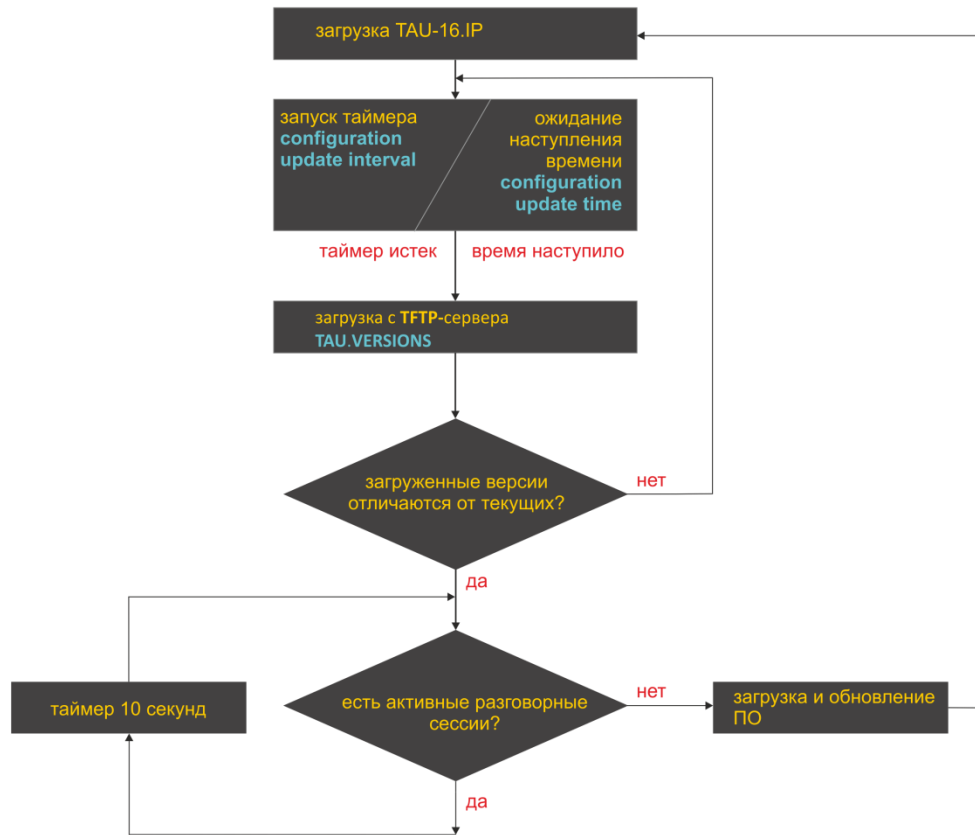 загрузка TAU-16.IP
запуск таймера
configuration
update interval
ожидание
наступления
времени
configuration
update time
таймер истек
время наступило
загрузка с TFTP-сервера
TAU.VERSIONS
загруженные версии
отличаются от текущих?
нет
да
есть активные разговорные
сессии?
нет
загрузка и обновление
ПО
таймер 10 секунд
да